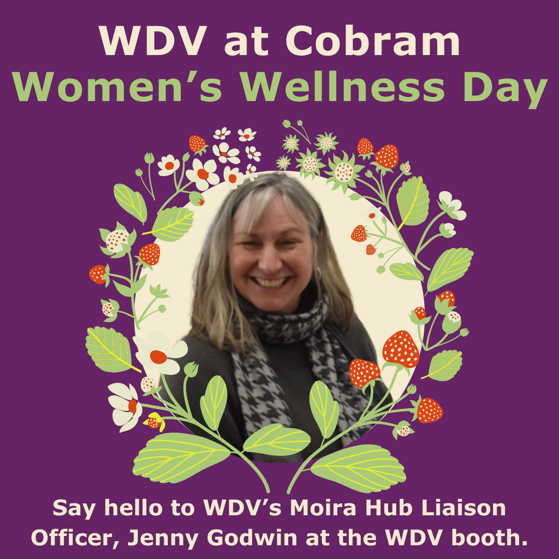 WDV at Cobram
Women's Wellness Day
Say hello to WDV's Moira Hub Liaison
Officer, Jenny Godwin at the WDV booth.